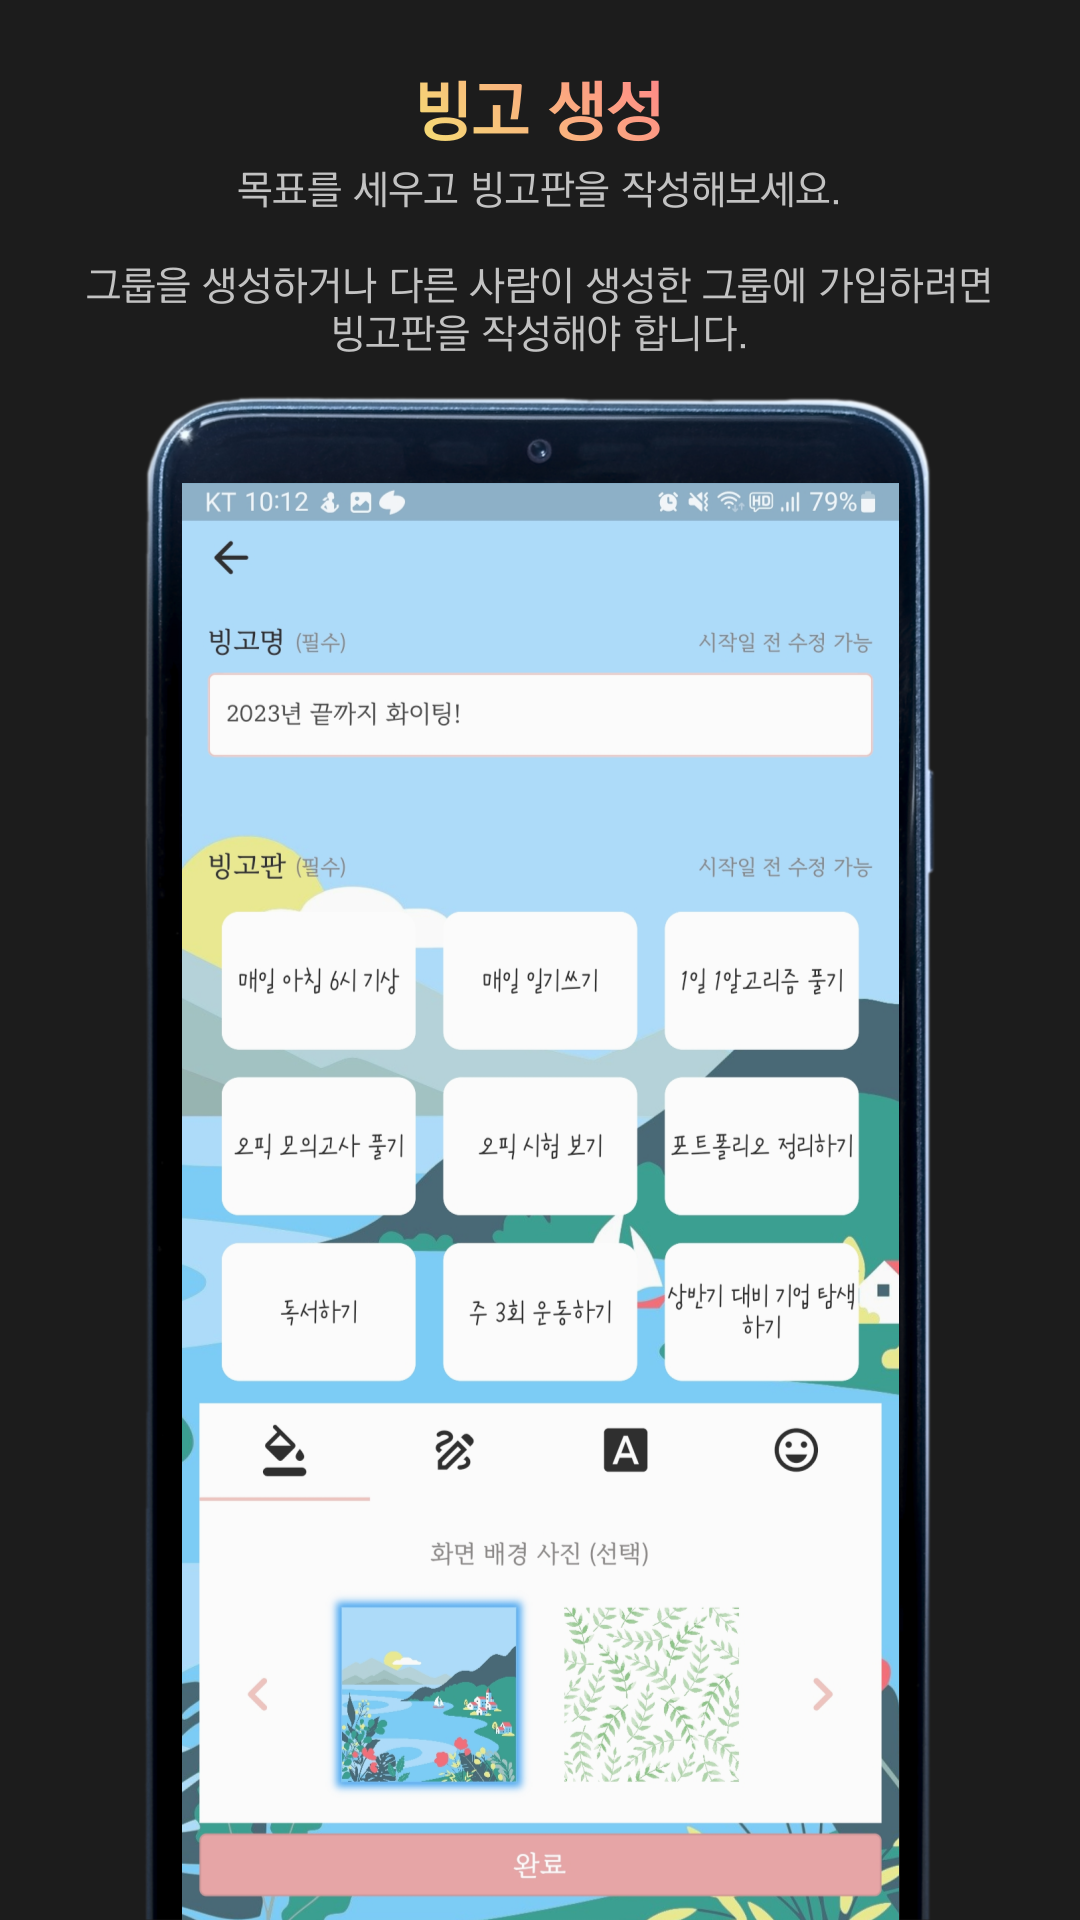 빙고 생성
목표를 세우고 빙고판을 작성해보세요.
그룹을 생성하거나 다른 사람이 생성한 그룹에 가입하려면
빙고판을 작성해야 합니다.
KT 10:12 HD 79%
빙고명 (필수) 시작일 전 수정 가능
2023년 끝까지 화이팅!
빙고판 (필수) 시작일 전 수정 가능
매일 아침 6시 기상
매일 일기쓰기
1일 1알고리즘 풀기
오픽 모의고사 풀기
오픽 시험 보기
포트폴리오 정리하기
독서하기
주 3회 운동하기
상반기 대비 기업 탐색
하기
A
화면 배경 사진 (선택)
완료